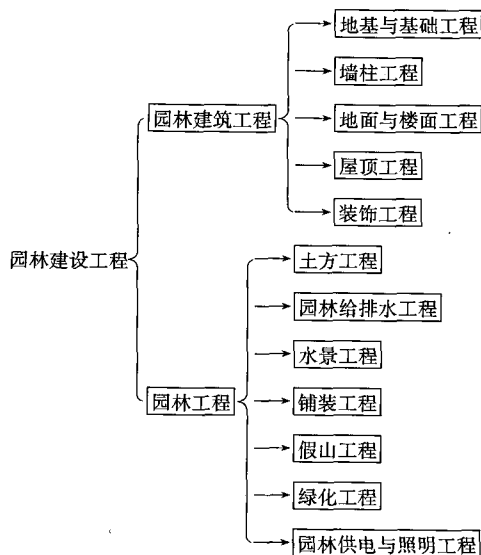 园林建设工程
园林建筑工程
地基与基础工程
墙柱工程
地面与楼面工程
屋顶工程
装饰工程
园林工程
土方工程
园林给排水工程
水景工程
铺装工程
假山工程
绿化工程
园林供电与照明工程